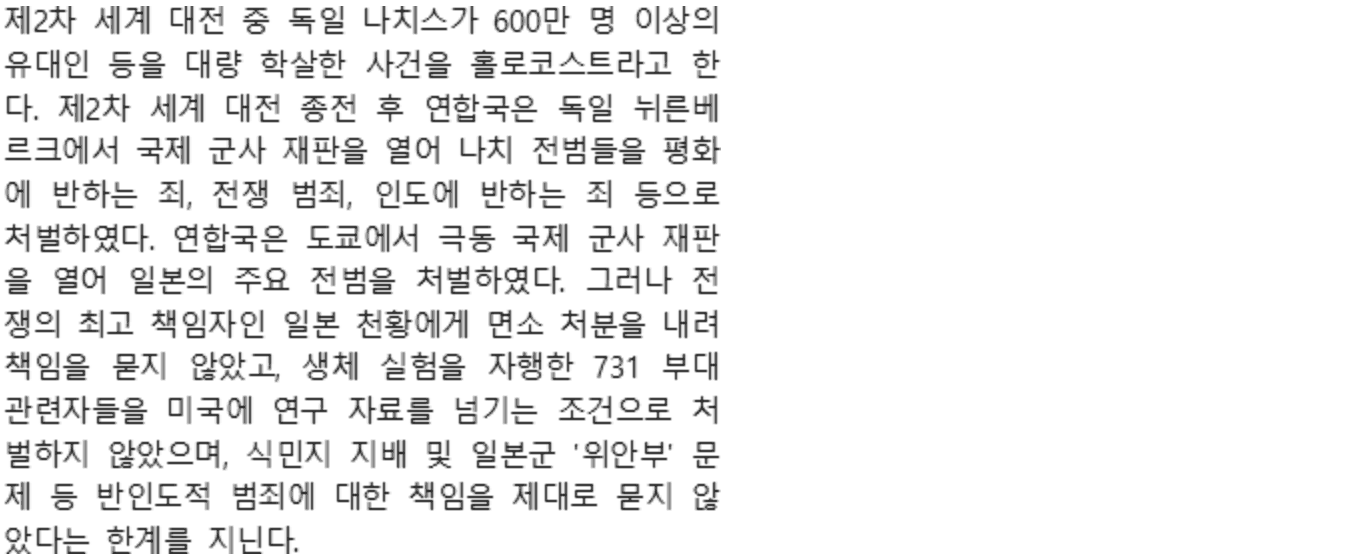 제2차 세계 대전 중 독일 나치스가 600만 명 이상의
유대인 등을 대량 학살한 사건을 홀로코스트라고 한
다. 제2차 세계 대전 종전 후 연합국은 독일 뉘른베
르크에서 국제 군사 재판을 열어 나치 전범들을 평화
에 반하는 죄, 전쟁 범죄, 인도에 반하는 죄 등으로
처벌하였다. 연합국은 도쿄에서 극동 국제 군사 재판
을 열어 일본의 주요 전범을 처벌하였다. 그러나 전
쟁의 최고 책임자인 일본 천황에게 면소 처분을 내려
책임을 묻지 않았고, 생체 실험을 자행한 731 부대
관련자들을 미국에 연구 자료를 넘기는 조건으로 처
벌하지 않았으며, 식민지 지배 및 일본군 '위안부' 문
제 등 반인도적 범죄에 대한 책임을 제대로 묻지 않
았다는 한계를 지닌다.